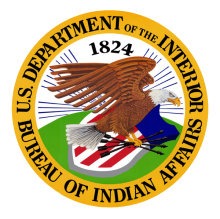 U.S. DEPARTMENT OF THE INTERIOR
1824
BUREAU OF INDIAN AFFAIRS